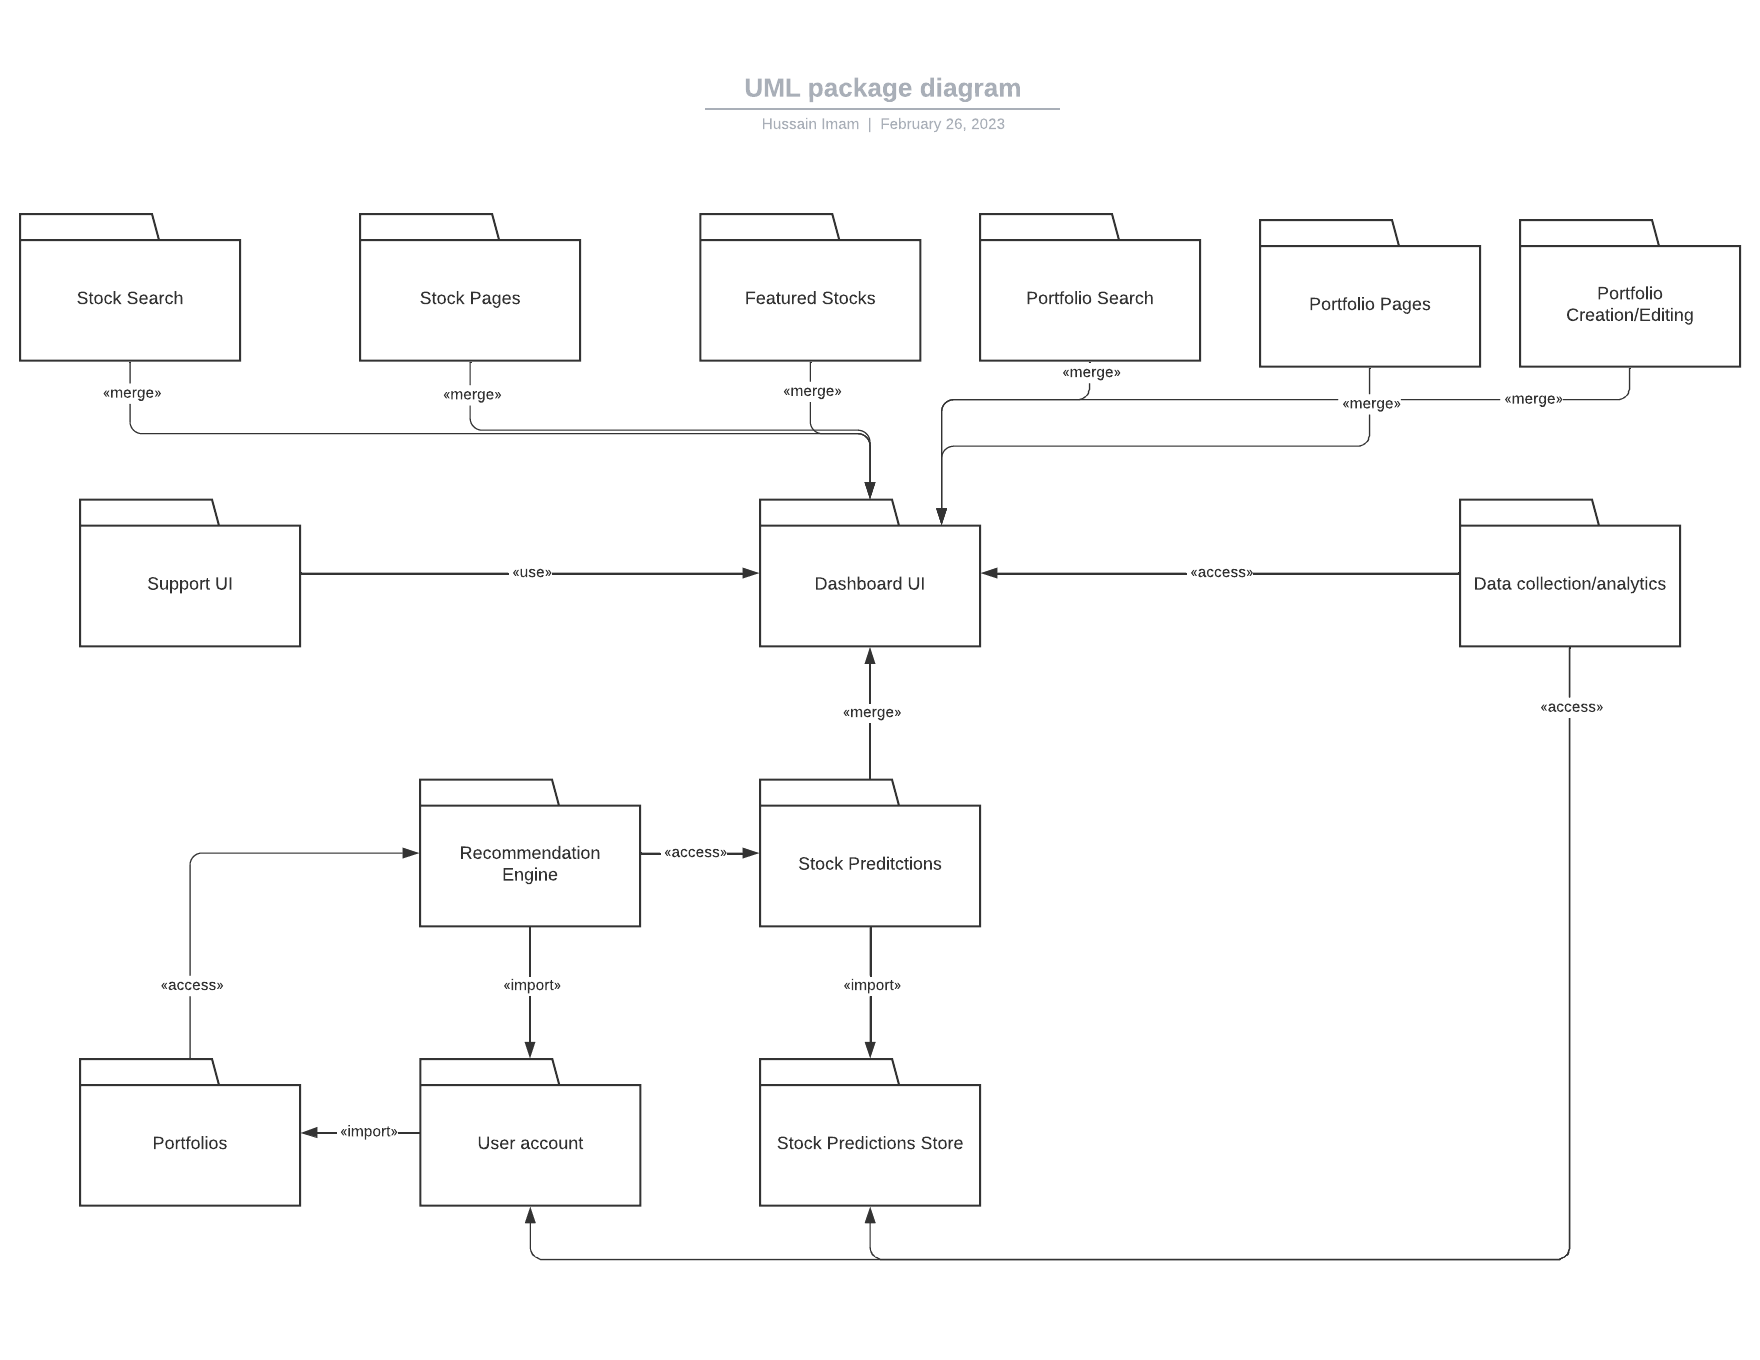 UML package diagram
Hussain Imam | February 26, 2023
Stock Search
Stock Pages
Featured Stocks
Portfolio Search
Portfolio Pages
Portfolio
Creation/Editing
«merge»
«merge»
«merge»
«merge»
«merge»
«merge»
Support UI
«use»
Dashboard UI
«access»
Data collection/analytics
«merge»
«access»
Recommendation
Engine
«access»
Stock Preditctions
«access»
«import»
«import»
Portfolios
«import»
User account
Stock Predictions Store